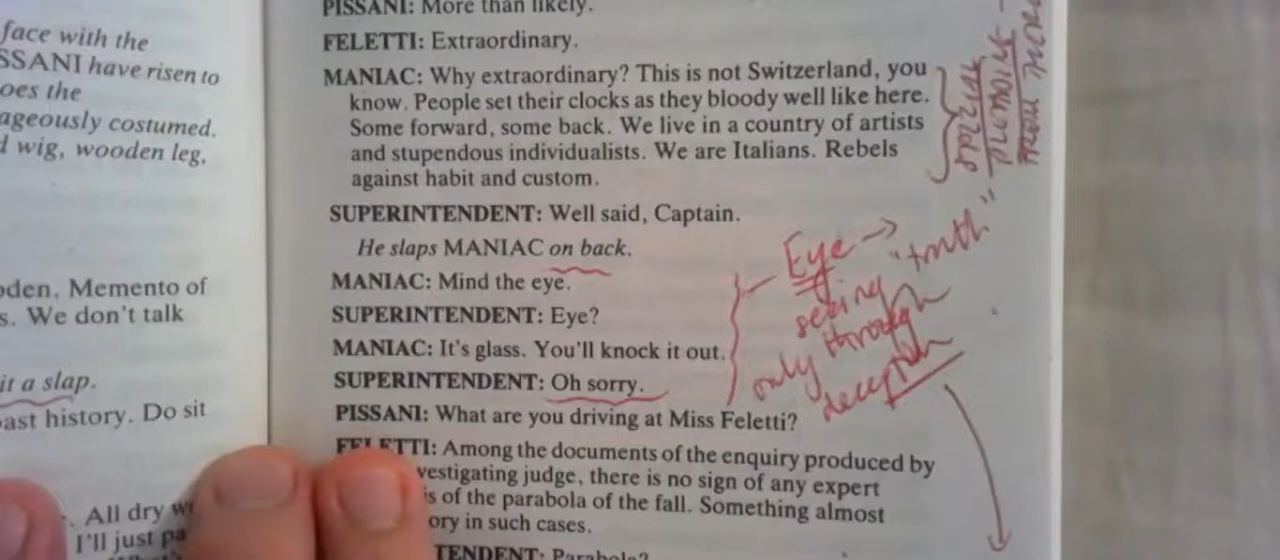 face with the
SSANI have risen to
oes the
ageously costumed.
d wig, wooden leg,
oden. Memento of
s. We don't talk
it a slap.
ast history. Do sit
All dry
I'll just pa
PISSANI: More than likely.
FELETTI: Extraordinary.
MANIAC: Why extraordinary? This is not Switzerland, you
know. People set their clocks as they bloody well like here.
Some forward, some back. We live in a country of artists
and stupendous individualists. We are Italians. Rebels
against habit and custom.
SUPERINTENDENT: Well said, Captain.
He slaps MANIAC on back.
MANIAC: Mind the eye.
SUPERINTENDENT: Eye?
MANIAC: It's glass. You'll knock it out.
SUPERINTENDENT: Oh sorry.
PISSANI: What are you driving at Miss Feletti?
FELETTI: Among the documents of the enquiry produced by
vestigating judge, there is no sign of any expert
is of the parabola of the fall. Something almost
ory in such cases.
TENDENT: Parabola?
Eye →
seeing "truth"
only through
deception